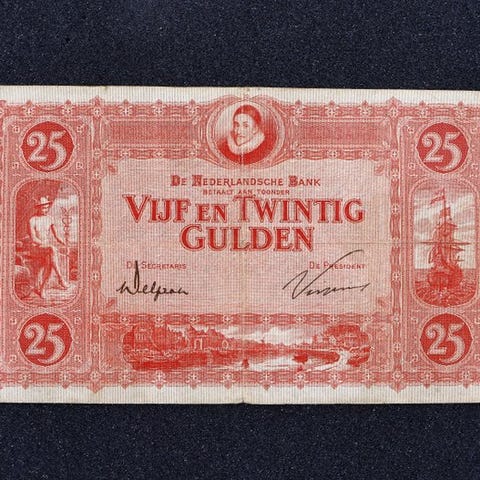 25 25
De Nederlandsche Bank
betaalt aan toonder
Vijf en Twintig
Gulden
De Secretaris De President
25 25